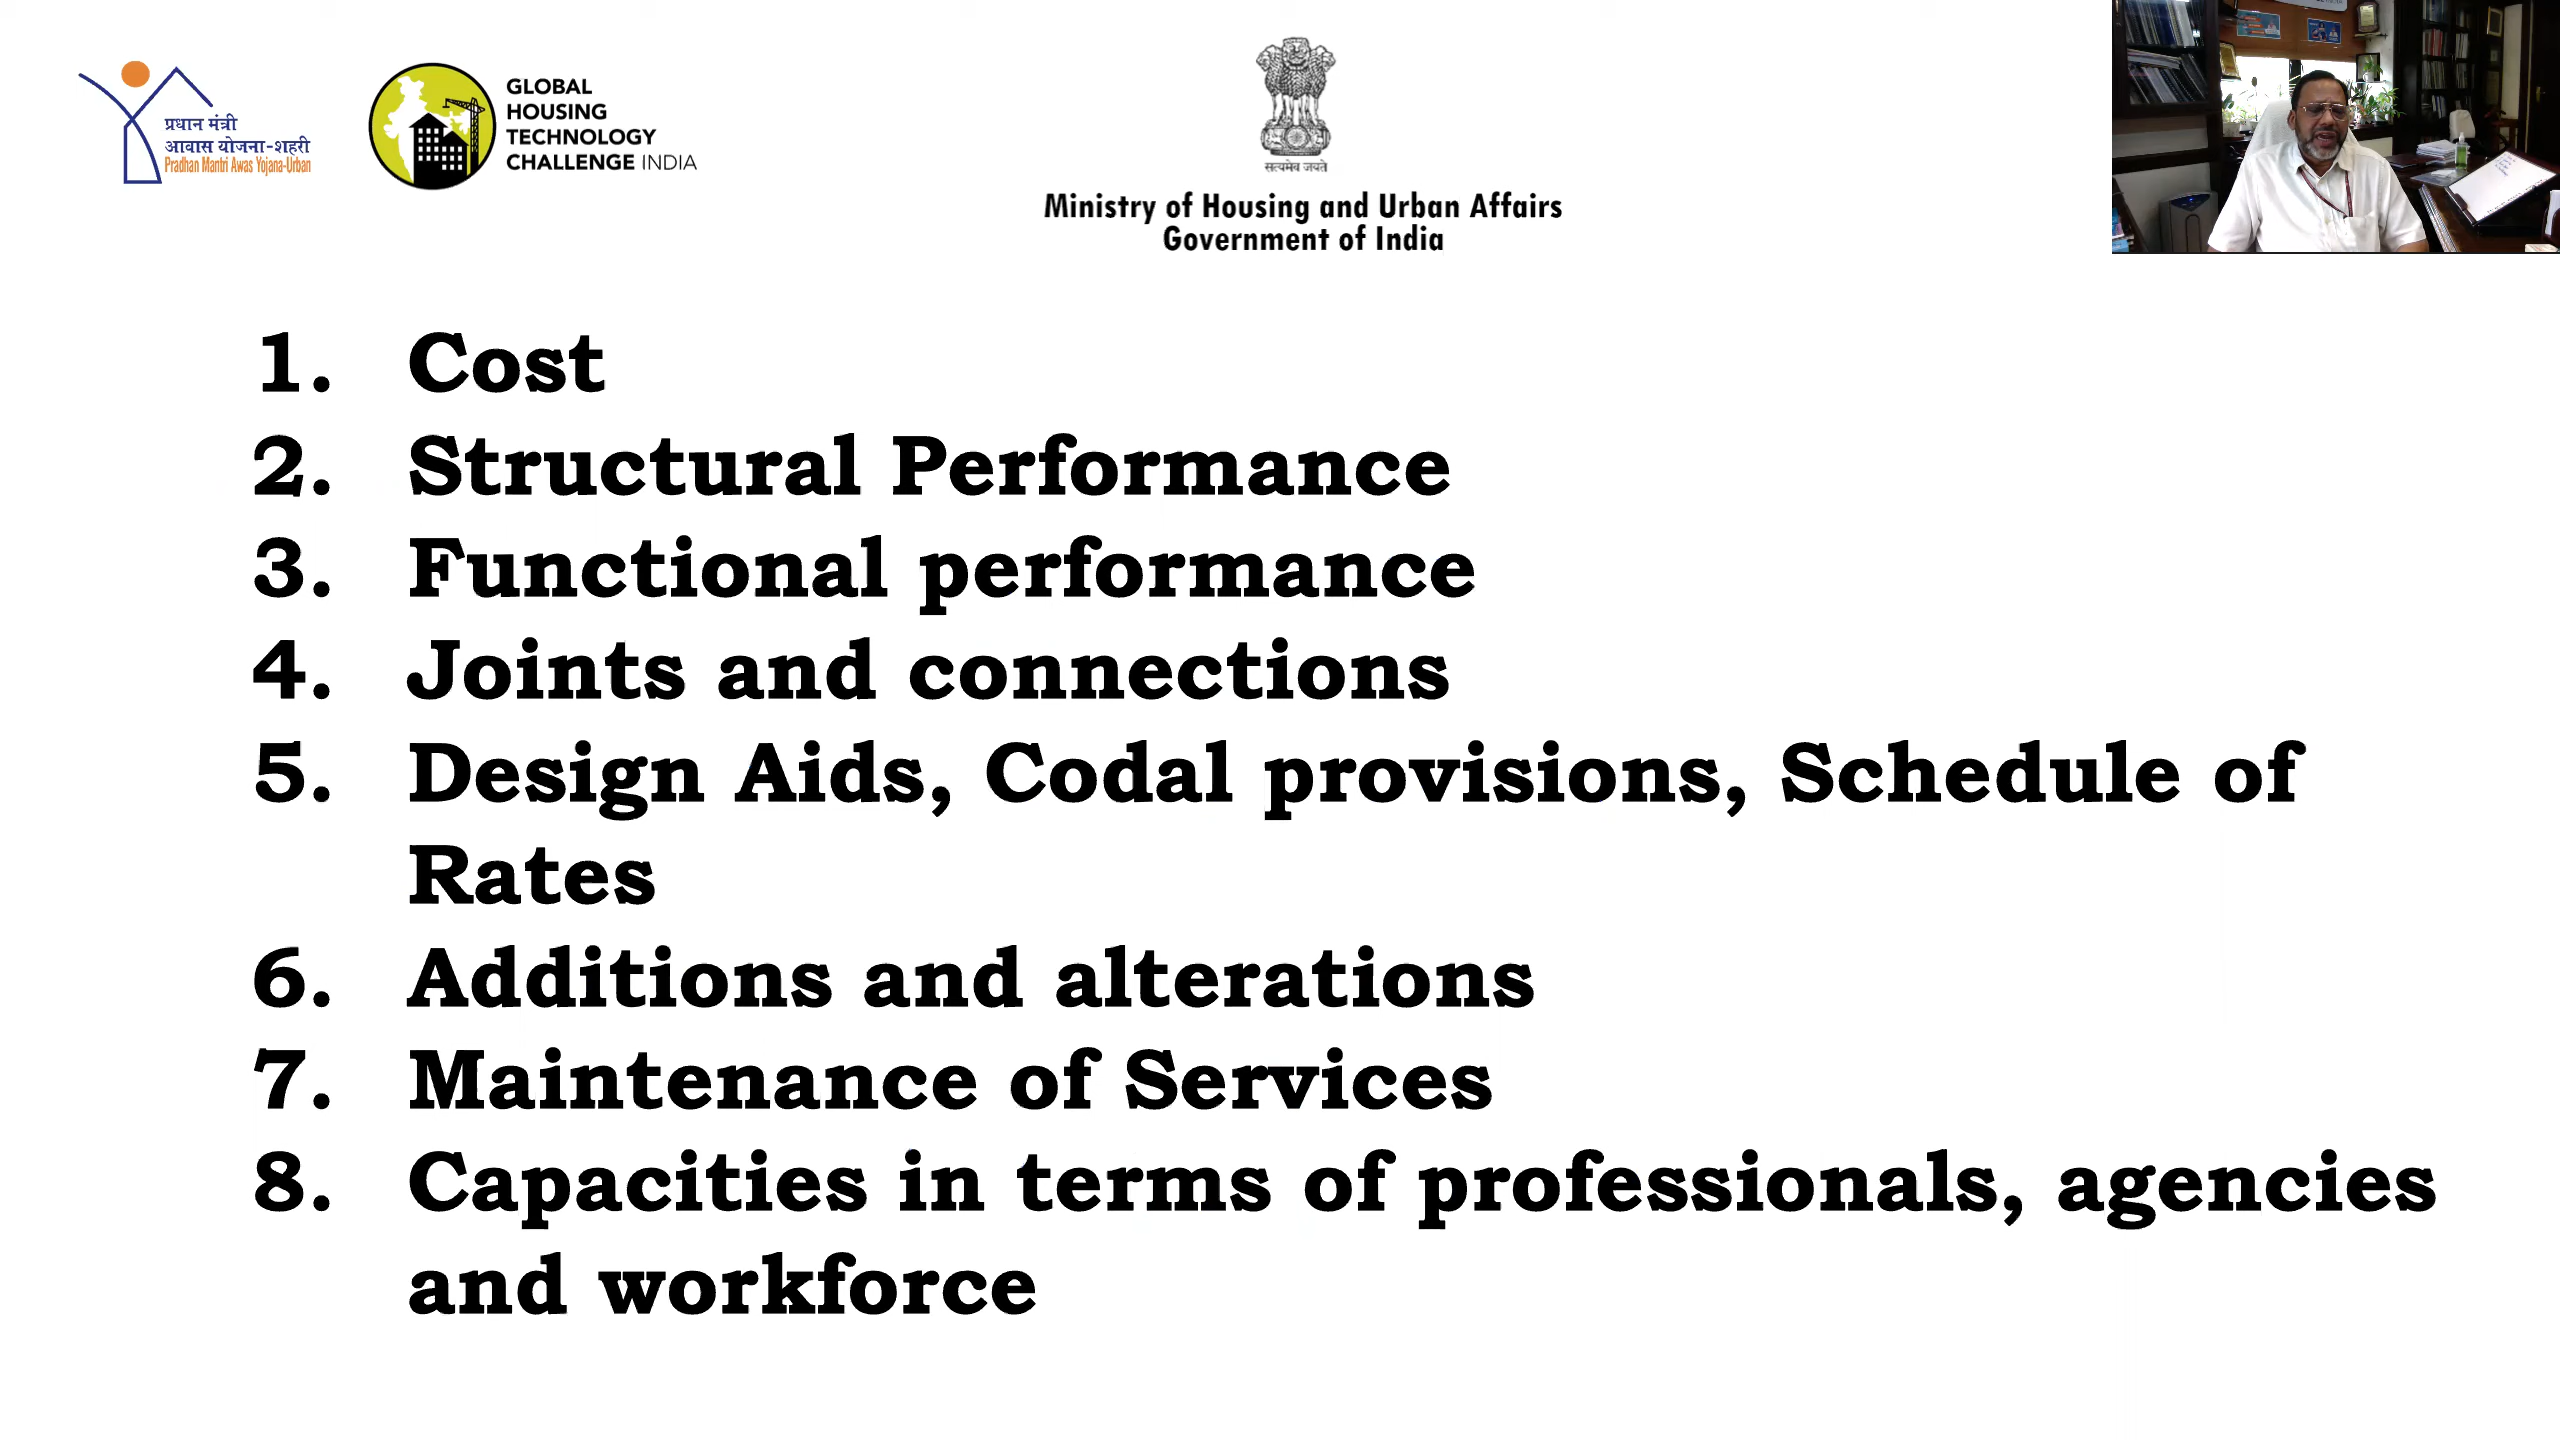 प्रधान मंत्री
आवास योजना-शहरी
Pradhan Mantri Awas Yojana-Urban
GLOBAL
HOUSING
TECHNOLOGY
CHALLENGE INDIA
सत्यमेव जयते
Ministry of Housing and Urban Affairs
Government of India
1. Cost
2. Structural Performance
3. Functional performance
4. Joints and connections
5. Design Aids, Codal provisions, Schedule of
Rates
6. Additions and alterations
7. Maintenance of Services
8. Capacities in terms of professionals, agencies
and workforce